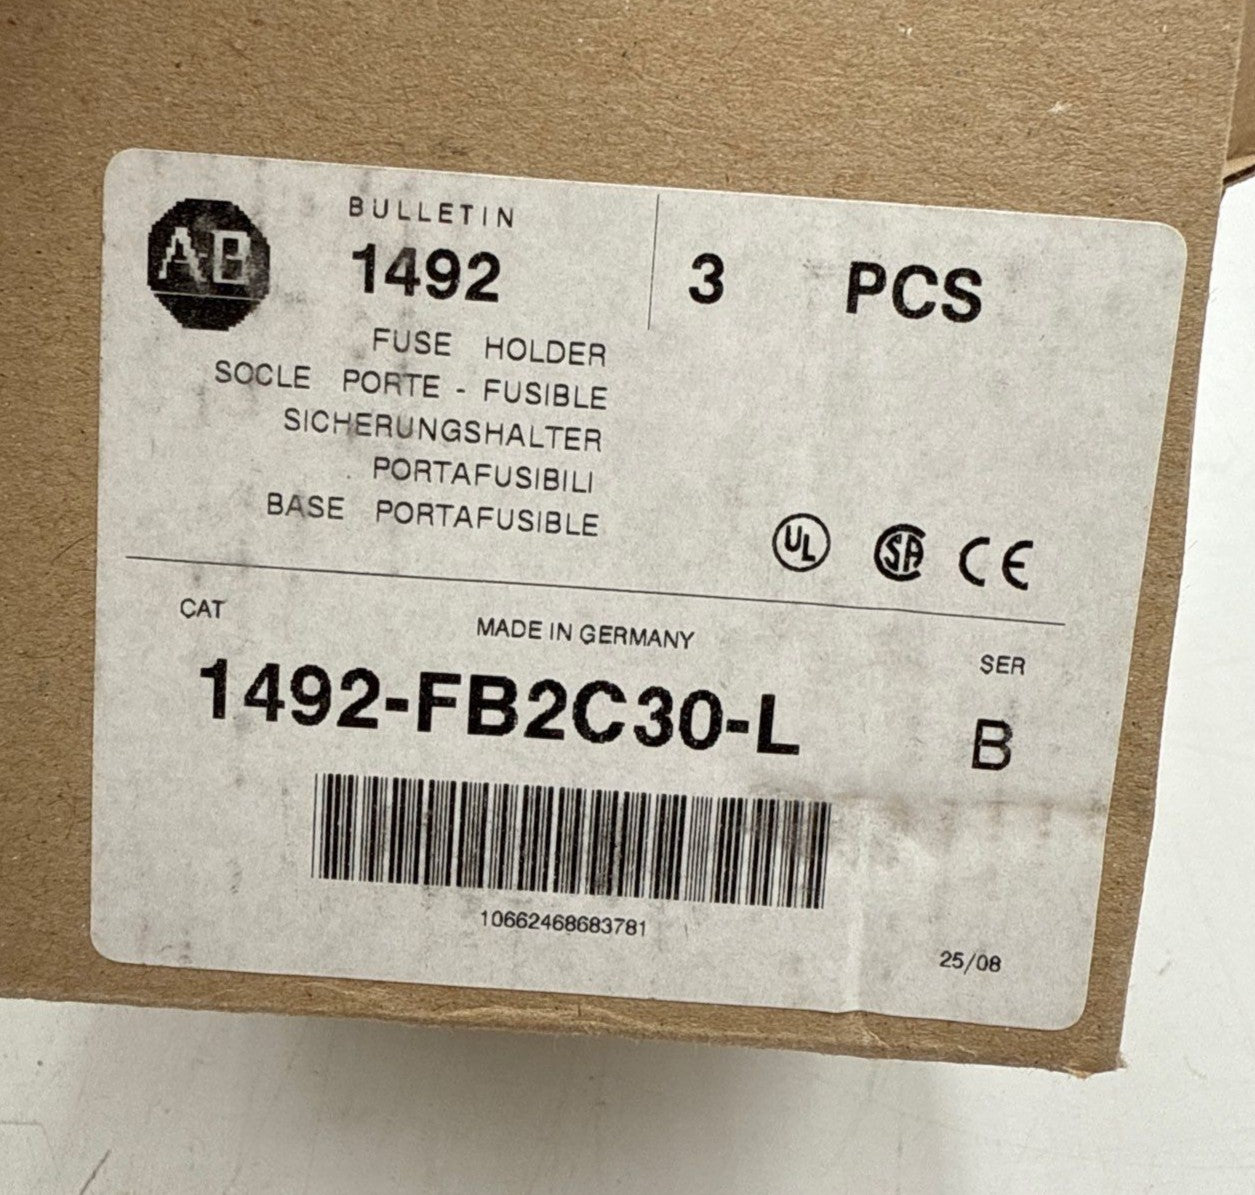 AB
BULLETIN
1492
3 PCS
FUSE HOLDER
SOCLE PORTE - FUSIBLE
SICHERUNGSHALTER
PORTAFUSIBILI
BASE PORTAFUSIBLE
UL SA CE
CAT
MADE IN GERMANY
SER
1492-FB2C30-L
B
10662468683781
25/08